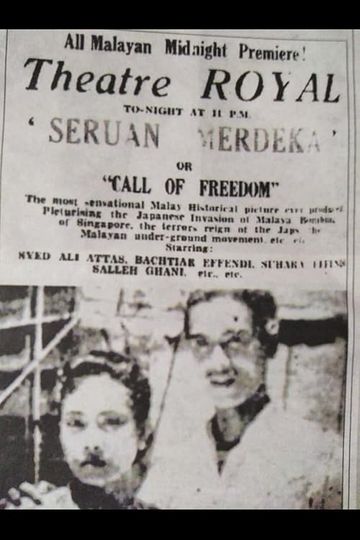 All Malayan Midnight Premiere!
Theatre ROYAL
TO-NIGHT AT 11 P.M.
'SERUAN MERDEKA'
OR
"CALL OF FREEDOM"
The most sensational Malay Historical picture ever
Picturising the Japanese Invasion of Malaya
of Singapore, the terrors reign of the Japs the
Malayan under-ground movement, etc. etc.
Starring:
SYED ALI ATTAS, BACHTIAR EFFENDI,
SALLEH GHANI, etc., etc.